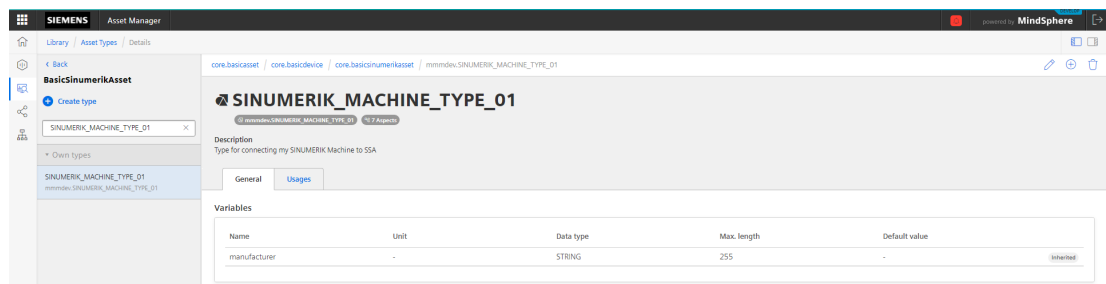 SIEMENS Asset Manager powered by MindSphere
Library / Asset Types / Details
Back
BasicSinumerikAsset
Create type
SINUMERIK_MACHINE_TYPE_01
Own types
SINUMERIK_MACHINE_TYPE_01
mmmdev.SINUMERIK_MACHINE_TYPE_01
core.basicasset / core.basicdevice / core.basicsinumerikasset / mmmdev.SINUMERIK_MACHINE_TYPE_01
SINUMERIK_MACHINE_TYPE_01
mmmdev.SINUMERIK_MACHINE_TYPE_01 7 Aspects
Description
Type for connecting my SINUMERIK Machine to SSA
General Usages
Variables
Name Unit Data type Max. length Default value
manufacturer - STRING 255 - Inherited